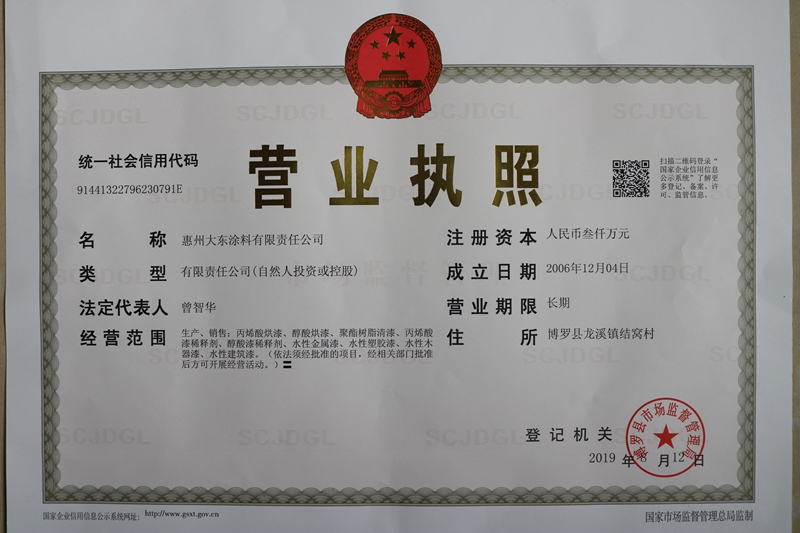 营业执照
统一社会信用代码
91441322796230791E
扫描二维码登录“
国家企业信用信息
公示系统”了解更
多登记、备案、许
可、监管信息。
名 称 惠州大东涂料有限责任公司
类 型 有限责任公司(自然人投资或控股)
法定代表人 曾智华
经营范围 生产、销售：丙烯酸烘漆、醇酸烘漆、聚酯树脂清漆、丙烯酸
漆稀释剂、醇酸漆稀释剂、水性金属漆、水性塑胶漆、水性木
器漆、水性建筑漆。（依法须经批准的项目，经相关部门批准
后方可开展经营活动。）
注册资本 人民币叁仟万元
成立日期 2006年12月04日
营业期限 长期
住 所 博罗县龙溪镇结窝村
登记机关
博罗县市场监督管理局
2019 年 8 月 12 日
国家企业信用信息公示系统网址： http://www.gsxt.gov.cn
国家市场监督管理总局监制
SCJDGL